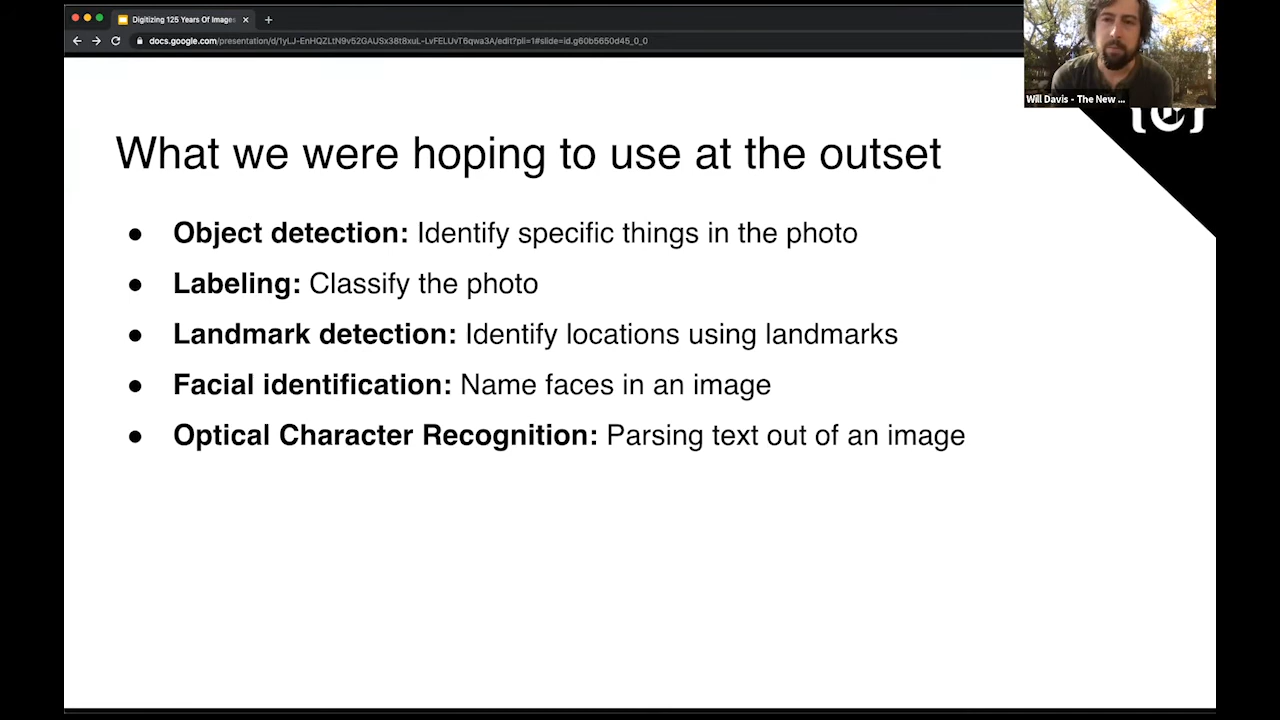 Digitizing 125 Years Of Images
docs.google.com/presentation/d/1yLJ-EnHQZLtN9v52GAUSx38t8xuL-LvFELUvT6qwa3A/edit?pli=1#slide=id.g60b5650d45_0_0
Will Davis - The New ...
What we were hoping to use at the outset
● Object detection: Identify specific things in the photo
● Labeling: Classify the photo
● Landmark detection: Identify locations using landmarks
● Facial identification: Name faces in an image
● Optical Character Recognition: Parsing text out of an image